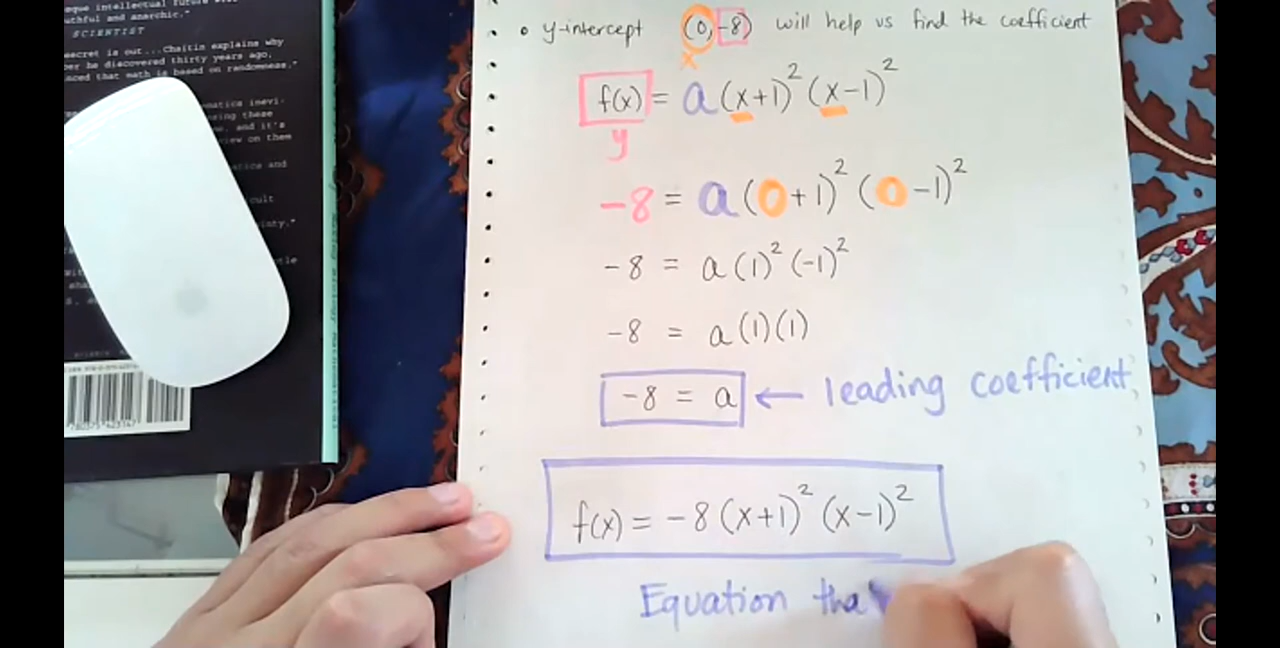 SCIENTIST
• y-intercept (0,-8) will help us find the coefficient
x
f(x) = a(x+1)² (x-1)²
y
-8 = a(0+1)² (0-1)²
-8 = a(1)² (-1)²
-8 = a(1)(1)
-8 = a ← leading coefficient
f(x) = -8(x+1)² (x-1)²
Equation tha